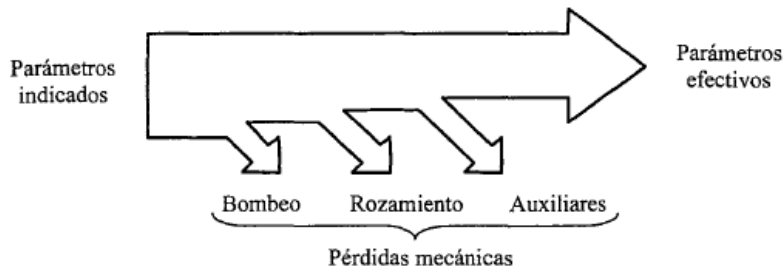 Parámetros
indicados
Parámetros
efectivos
Bombeo Rozamiento Auxiliares
Pérdidas mecánicas